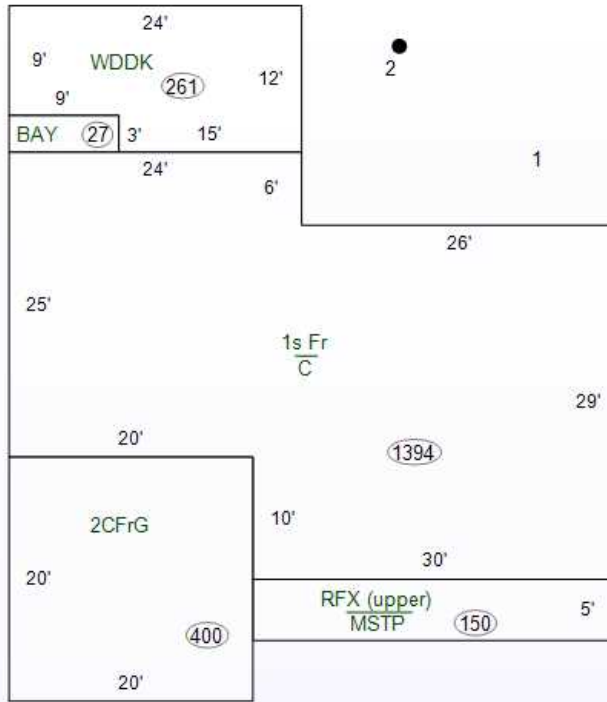 24'
9' WDDK 261 12'
9'
BAY 27 3' 15'
24'
6'
2
1
26'
25'
1s Fr
C
29'
20'
1394
2CFrG
10'
30'
20'
RFX (upper)
MSTP 150 5'
400
20'